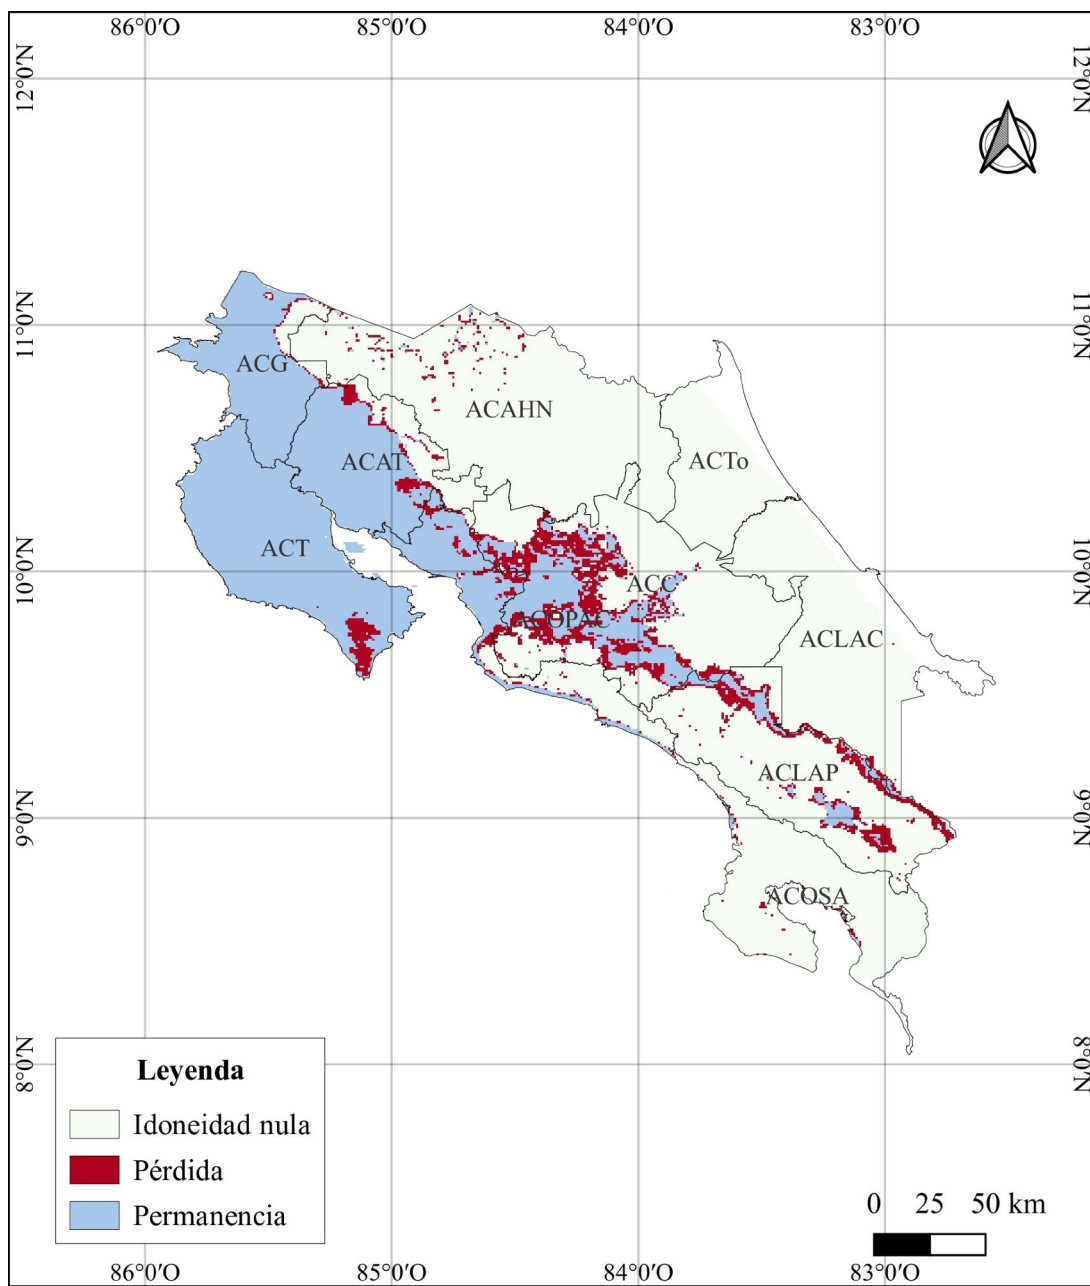 86°0′O 85°0′O 84°0′O 83°0′O
12°0′N 12°0′N
11°0′N 11°0′N
ACG
ACAHN
ACAT
ACTo
ACT
10°0′N 10°0′N
ACC
ACOPAC
ACLAC
ACLAP
9°0′N 9°0′N
ACOSA
8°0′N 8°0′N
Leyenda
Idoneidad nula
Pérdida
Permanencia
0 25 50 km
86°0′O 85°0′O 84°0′O 83°0′O